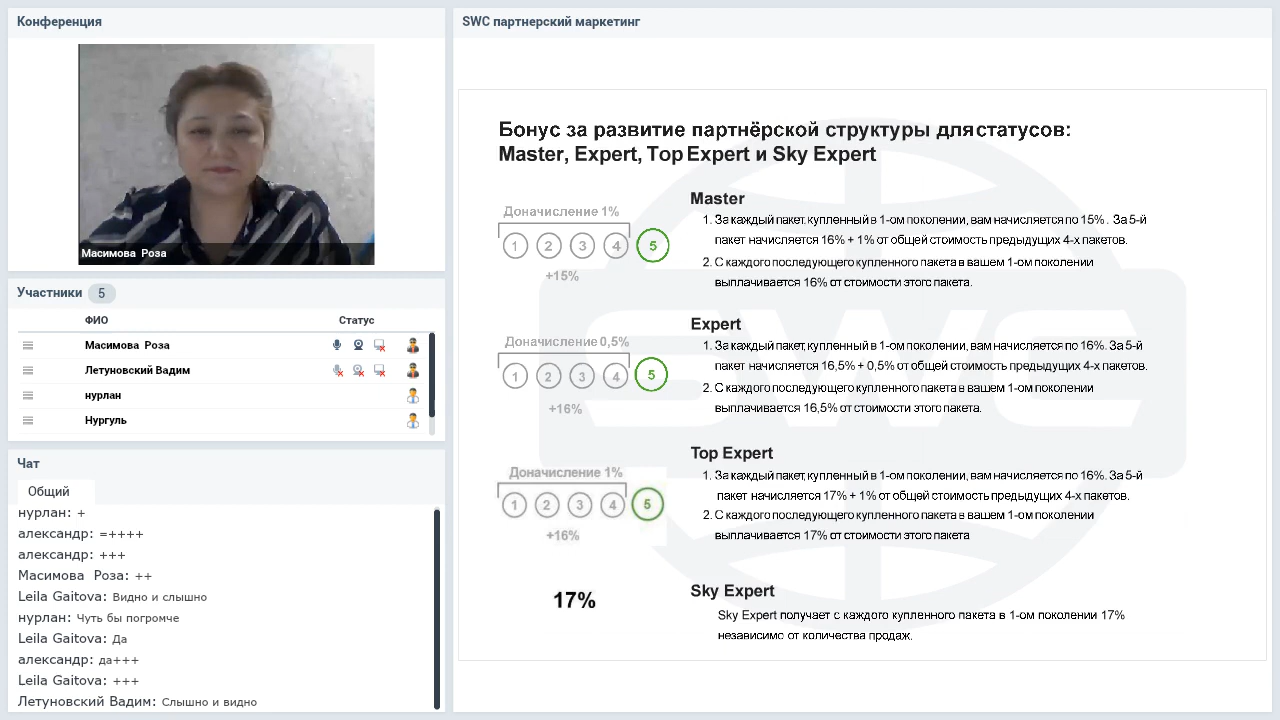 Конференция
Масимова Роза
Участники 5
ФИО Статус
Масимова Роза
Летуновский Вадим
нурлан
Нургуль
Чат
Общий
нурлан: +
александр: =++++
александр: +++
Масимова Роза: ++
Leila Gaitova: Видно и слышно
нурлан: Чуть бы погромче
Leila Gaitova: Да
александр: да+++
Leila Gaitova: +++
Летуновский Вадим: Слышно и видно
SWC партнерский маркетинг
Бонус за развитие партнёрской структуры для статусов:
Master, Expert, Top Expert и Sky Expert
Доначисление 1%
1 2 3 4 5
+15%
Master
1. За каждый пакет, купленный в 1-ом поколении, вам начисляется по 15% . За 5-й
пакет начисляется 16% + 1% от общей стоимость предыдущих 4-х пакетов.
2. С каждого последующего купленного пакета в вашем 1-ом поколении
выплачивается 16% от стоимости этого пакета.
Доначисление 0,5%
1 2 3 4 5
+16%
Expert
1. За каждый пакет, купленный в 1-ом поколении, вам начисляется по 16%. За 5-й
пакет начисляется 16,5% + 0,5% от общей стоимость предыдущих 4-х пакетов.
2. С каждого последующего купленного пакета в вашем 1-ом поколении
выплачивается 16,5% от стоимости этого пакета.
Доначисление 1%
1 2 3 4 5
+16%
Top Expert
1. За каждый пакет, купленный в 1-ом поколении, вам начисляется по 16%. За 5-й
пакет начисляется 17% + 1% от общей стоимость предыдущих 4-х пакетов.
2. С каждого последующего купленного пакета в вашем 1-ом поколении
выплачивается 17% от стоимости этого пакета
17%
Sky Expert
Sky Expert получает с каждого купленного пакета в 1-ом поколении 17%
независимо от количества продаж.
SWC